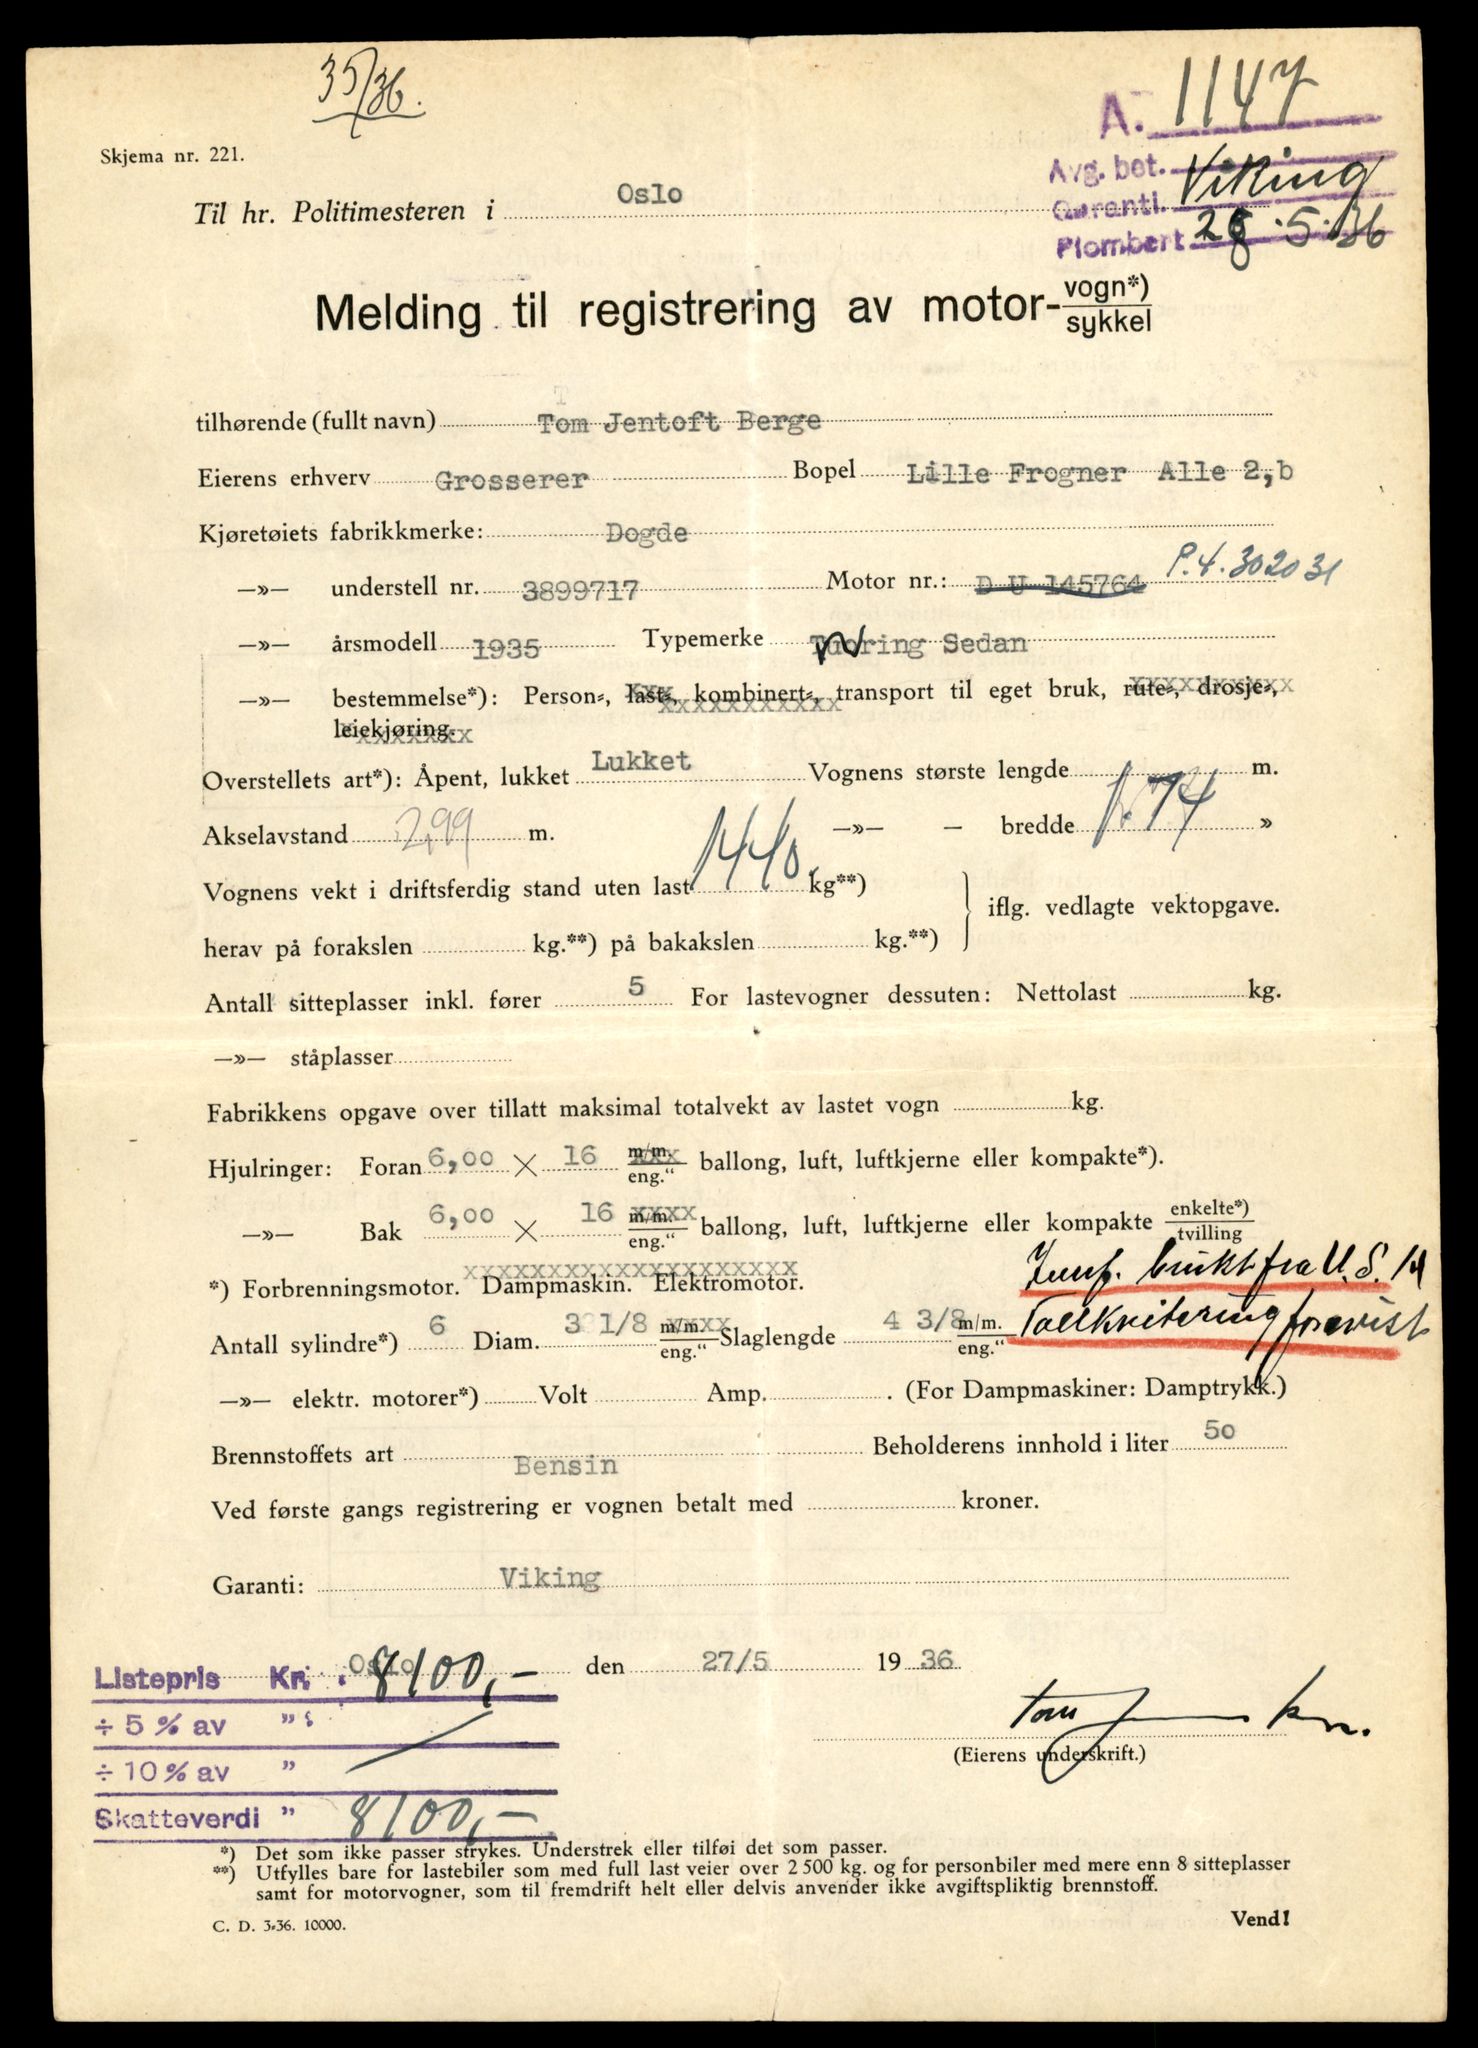 35/36.
A. 1147
Skjema nr. 221.
Avg. bet. Viking
Garanti.
Plombert 28.5.36
Til hr. Politimesteren i Oslo
Melding til registrering av motor-vogn*)
sykkel
tilhørende (fullt navn) Tom Jentoft Berge
Eierens erhverv Grosserer Bopel Lille Frogner Alle 2,b
Kjøretøiets fabrikkmerke: Dogde
—»— understell nr. 3899717 Motor nr.: D U 145764 P.4.302031
—»— årsmodell 1935 Typemerke Tuoring Sedan
—»— bestemmelse*): Person-, last-, kombinert-, transport til eget bruk, rute-, drosje-,
leiekjøring.
Overstellets art*): Åpent, lukket Lukket Vognens største lengde m.
Akselavstand 2,99 m. —»— — bredde 1.74 »
Vognens vekt i driftsferdig stand uten last 1440 kg**)
iflg. vedlagte vektopgave.
herav på forakslen kg.**) på bakakslen kg.**)
Antall sitteplasser inkl. fører 5 For lastevogner dessuten: Nettolast kg.
—»— ståplasser
Fabrikkens opgave over tillatt maksimal totalvekt av lastet vogn kg.
Hjulringer: Foran 6,00 × 16 m/m. xxx eng.“ ballong, luft, luftkjerne eller kompakte*).
—»— Bak 6,00 × 16 m/m. xxxx eng.“ ballong, luft, luftkjerne eller kompakte enkelte*)
tvilling
*) Forbrenningsmotor. Dampmaskin. Elektromotor.
fra U.S.A
Antall sylindre*) 6 Diam. 3 1/8 m/m. xxxx eng.“ Slaglengde 4 3/8 m/m. eng.“ Tollkvitering forevist
—»— elektr. motorer*) Volt Amp. . (For Dampmaskiner: Damptrykk.)
Brennstoffets art Bensin Beholderens innhold i liter 50
Ved første gangs registrering er vognen betalt med kroner.
Garanti: Viking
Oslo den 27/5 1936
Listepris Kr. 8100,-
÷ 5 % av "
÷ 10 % av "
Skatteverdi " 8100,-
Tom
(Eierens underskrift.)
*) Det som ikke passer strykes. Understrek eller tilføi det som passer.
**) Utfylles bare for lastebiler som med full last veier over 2 500 kg. og for personbiler med mere enn 8 sitteplasser
samt for motorvogner, som til fremdrift helt eller delvis anvender ikke avgiftspliktig brennstoff.
C. D. 3-36. 10000.
Vend!